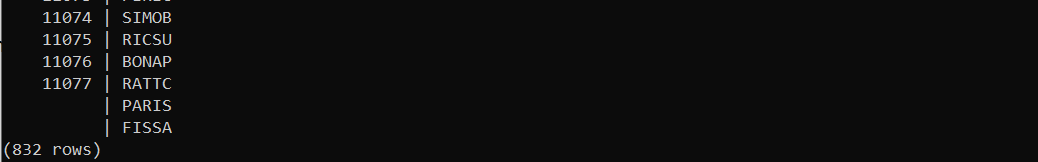 11074 | SIMOB
11075 | RICSU
11076 | BONAP
11077 | RATTC
| PARIS
| FISSA
(832 rows)